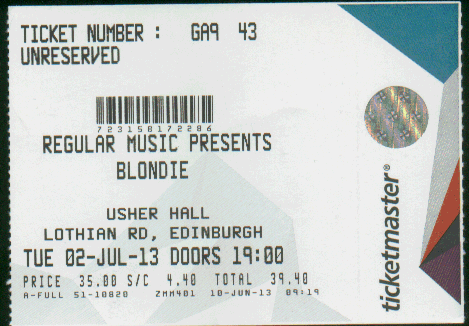 TICKET NUMBER : GA9 43
UNRESERVED
723158172286
REGULAR MUSIC PRESENTS
BLONDIE
USHER HALL
LOTHIAN RD, EDINBURGH
TUE 02-JUL-13 DOORS 19:00
PRICE 35.00 S/C 4.40 TOTAL 39.40
A-FULL 51-10820 ZMM401 10-JUN-13 09:19
ticketmaster®